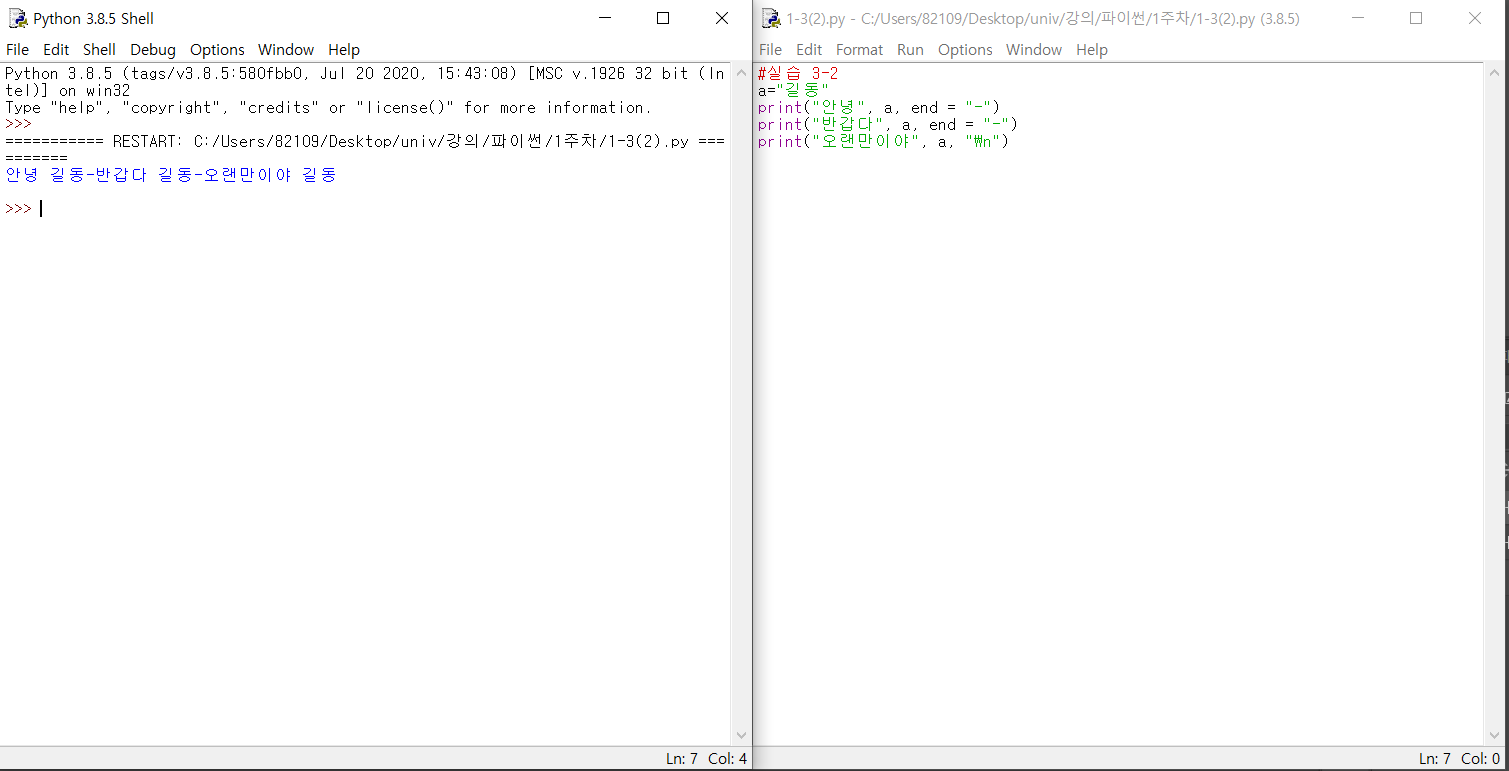 Python 3.8.5 Shell
File Edit Shell Debug Options Window Help
Python 3.8.5 (tags/v3.8.5:580fbb0, Jul 20 2020, 15:43:08) [MSC v.1926 32 bit (In
tel)] on win32
Type "help", "copyright", "credits" or "license()" for more information.
>>>
=========== RESTART: C:/Users/82109/Desktop/univ/강의/파이썬/1주차/1-3(2).py ===
========
안녕 길동-반갑다 길동-오랜만이야 길동
>>>
Ln: 7 Col: 4
1-3(2).py - C:/Users/82109/Desktop/univ/강의/파이썬/1주차/1-3(2).py (3.8.5)
File Edit Format Run Options Window Help
#실습 3-2
a="길동"
print("안녕", a, end = "-")
print("반갑다", a, end = "-")
print("오랜만이야", a, "₩n")
Ln: 7 Col: 0